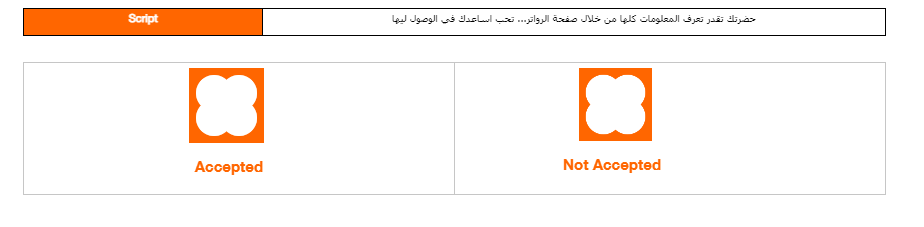 Script
حضرتك تقدر تعرف المعلومات كلها من خلال صفحة الرواتر... تحب اساعدك في الوصول ليها
Accepted
Not Accepted